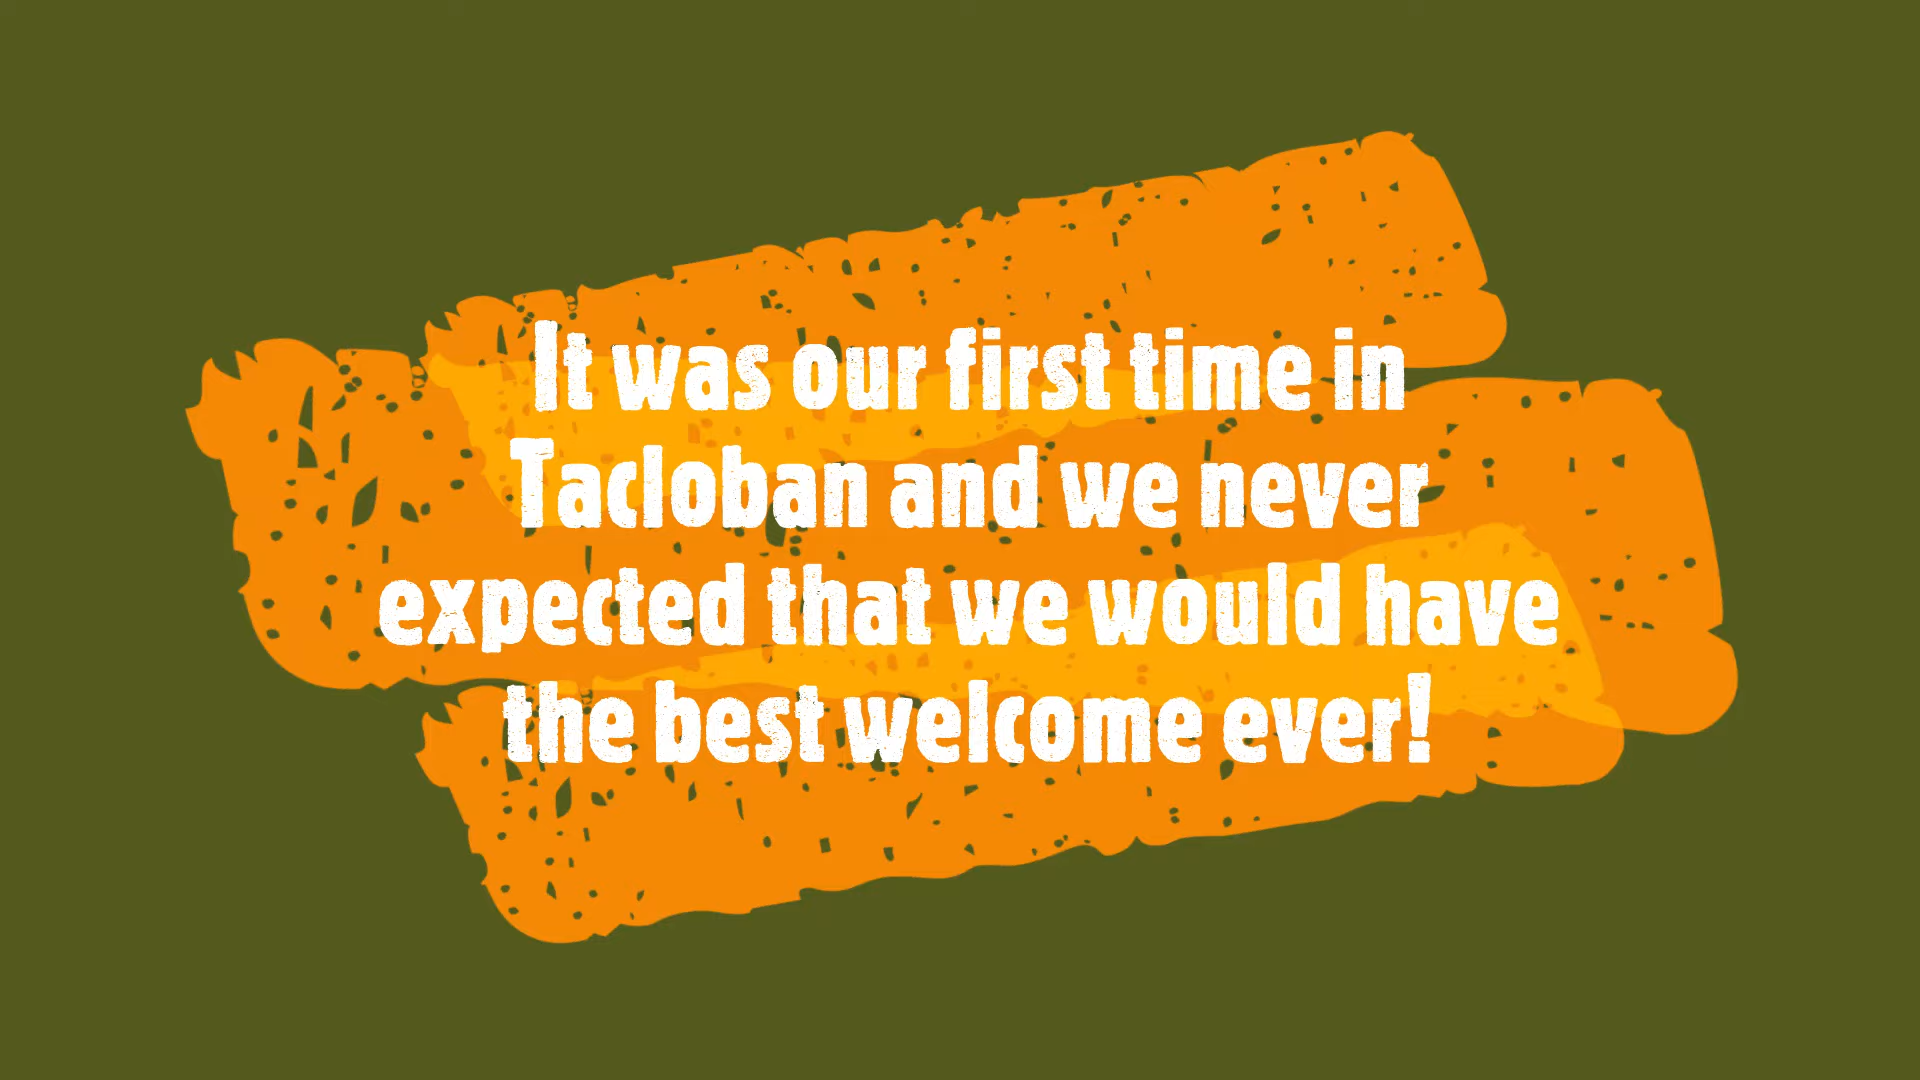 It was our first time in
Tacloban and we never
expected that we would have
the best welcome ever!